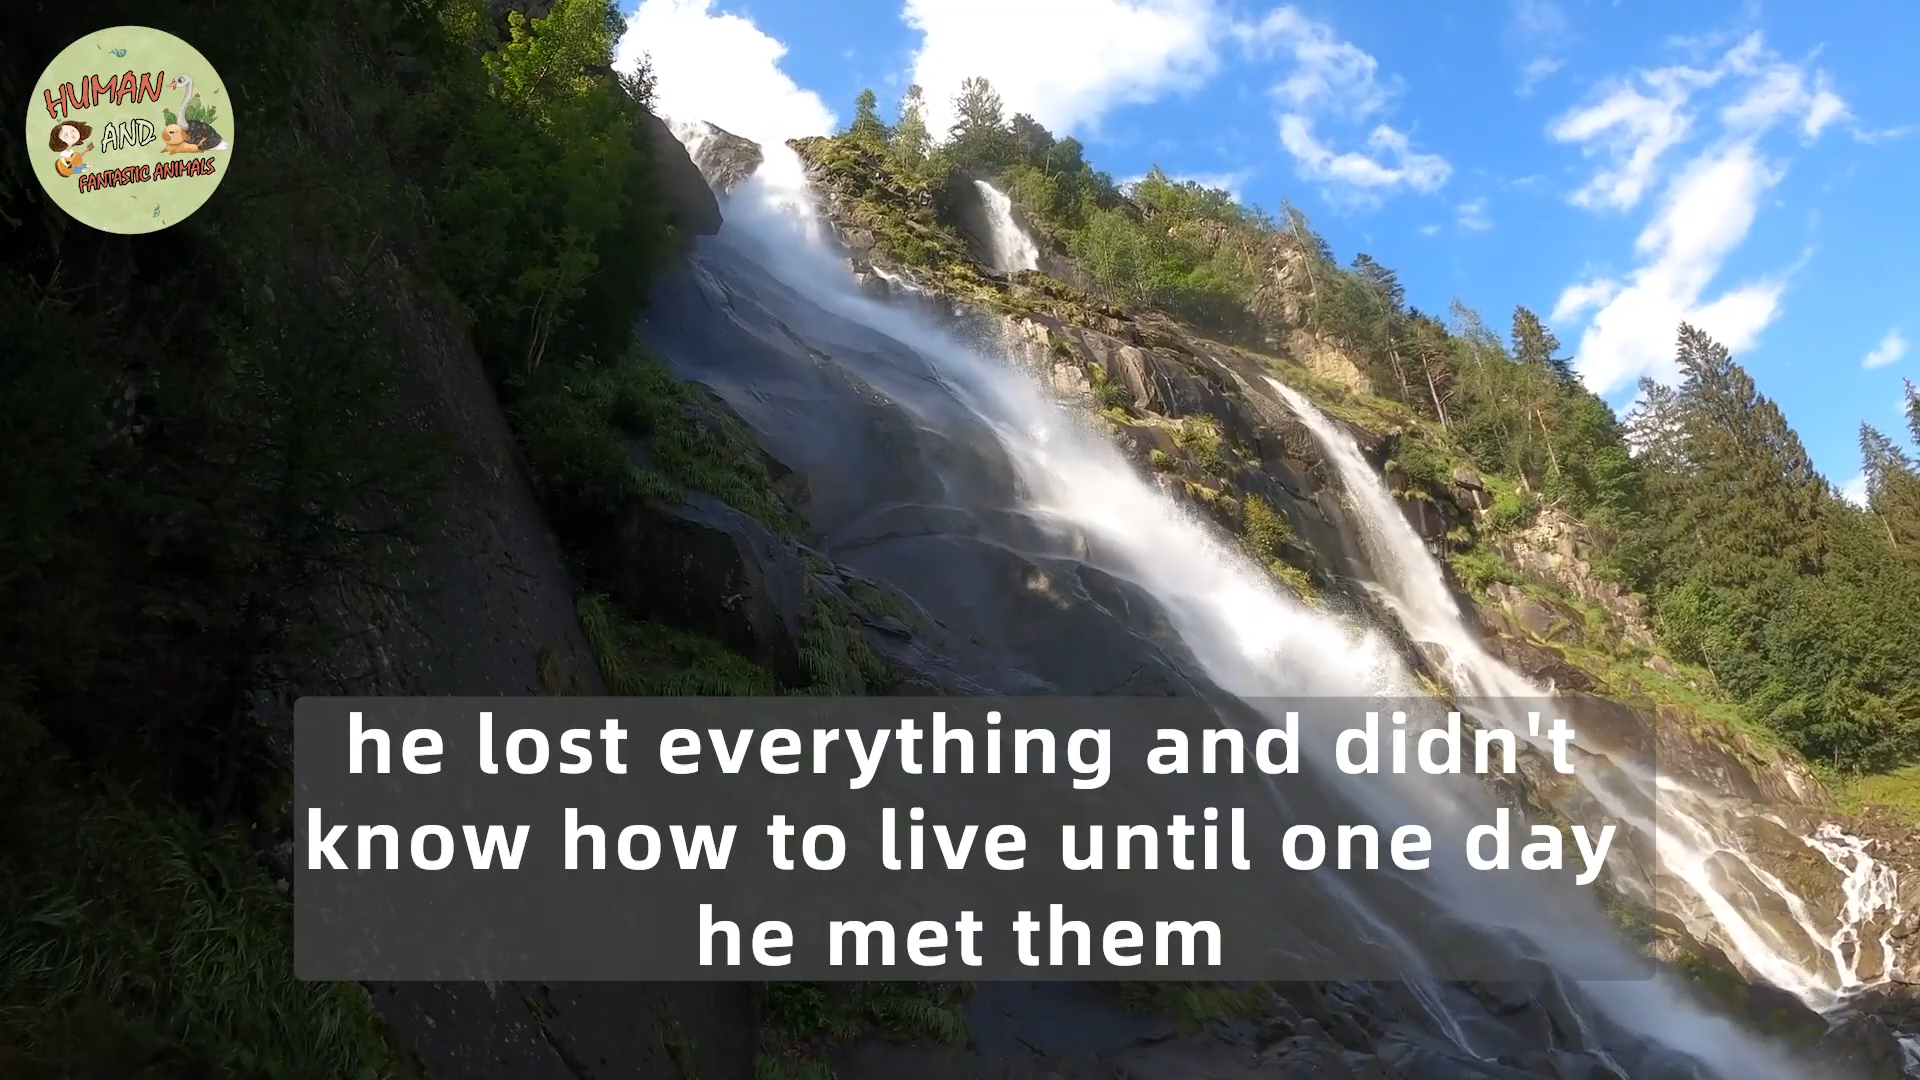 HUMAN
AND
FANTASTIC ANIMALS
he lost everything and didn't
know how to live until one day
he met them